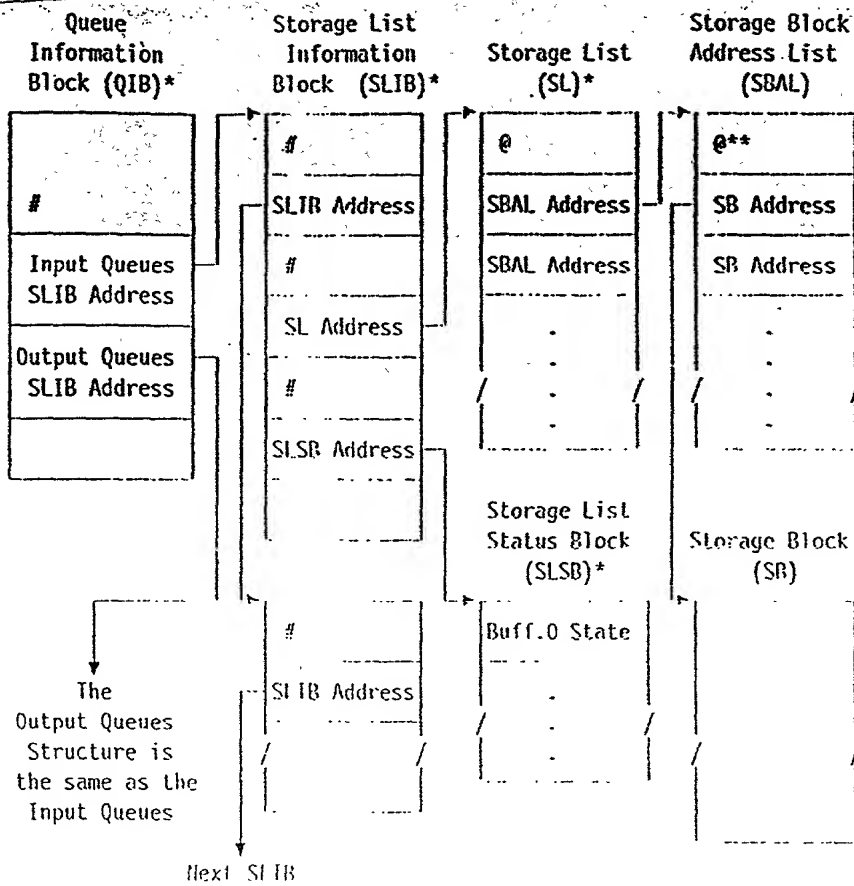 Queue
Information
Block (QIB)*
#
Input Queues
SLIB Address
Output Queues
SLIB Address
Storage List
Information
Block (SLIB)*
#
SLIB Address
#
SL Address
#
SLSB Address
Storage List
(SL)*
@
SBAL Address
SBAL Address
.
.
.
.
Storage Block
Address List
(SBAL)
@**
SB Address
SB Address
.
.
.
.
The
Output Queues
Structure is
the same as the
Input Queues
#
SLIB Address
Next SLIB
Storage List
Status Block
(SLSB)*
Buff.0 State
.
.
.
Storage Block
(SB)